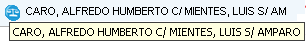 CARO, ALFREDO HUMBERTO C/ MIENTES, LUIS S/ AM
CARO, ALFREDO HUMBERTO C/ MIENTES, LUIS S/ AMPARO